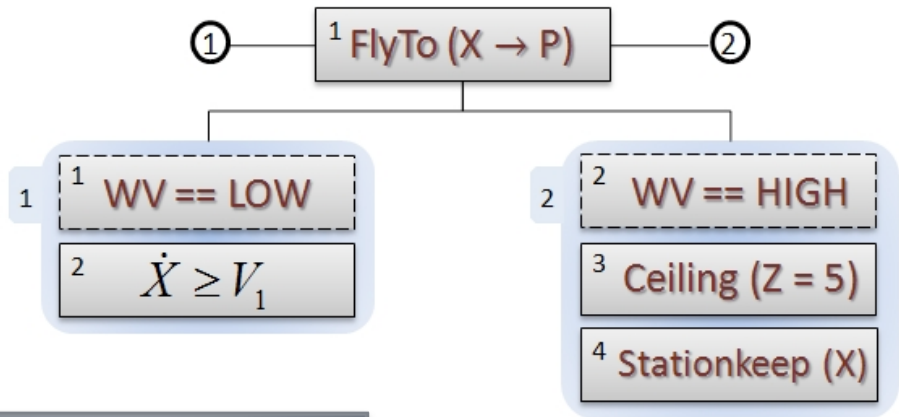 1
1 FlyTo (X → P)
2
1
1 WV == LOW
2 Ẋ ≥ V₁
2
2 WV == HIGH
3 Ceiling (Z = 5)
4 Stationkeep (X)